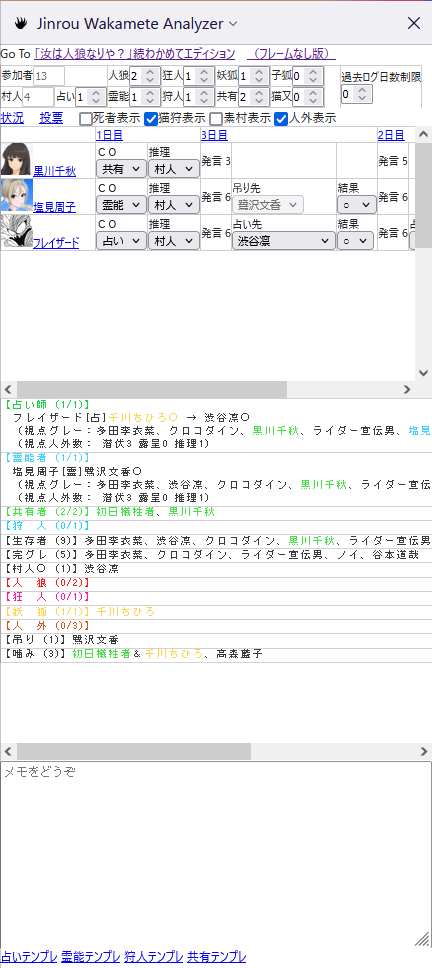 Jinrou Wakamete Analyzer
Go To 「汝は人狼なりや？」続わかめてエディション （フレームなし版）
参加者 13 人狼 2 狂人 1 妖狐 1 子狐 0 過去ログ日数制限
村人 4 占い 1 霊能 1 狩人 1 共有 2 猫又 0 0
状況 投票 死者表示 猫狩表示 素村表示 人外表示
1日目 3日目 2日目
ＣＯ 推理
黒川千秋 共有 村人 発言 3 発言 5
ＣＯ 推理 吊り先 結果
塩見周子 霊能 村人 発言 6 鷺沢文香 ○ 発言 6
ＣＯ 推理 占い先 結果
フレイザード 占い 村人 発言 6 渋谷凛 ○ 発言 6
【占い師 (1/1)】
フレイザード[占]千川ちひろ○ → 渋谷凛○
(視点グレー：多田李衣菜、クロコダイン、黒川千秋、ライダー宣伝男、塩見
(視点人外数： 潜伏3 露呈0 推理1)
【霊能者 (1/1)】
塩見周子[霊]鷺沢文香○
(視点グレー：多田李衣菜、渋谷凛、クロコダイン、黒川千秋、ライダー宣伝
(視点人外数： 潜伏3 露呈0 推理1)
【共有者 (2/2)】初日犠牲者、黒川千秋
【狩　人 (0/1)】
【生存者 (9)】多田李衣菜、渋谷凛、クロコダイン、黒川千秋、ライダー宣伝男
【完グレ (5)】多田李衣菜、クロコダイン、ライダー宣伝男、ノイ、谷本道哉
【村人○ (1)】渋谷凛
【人　狼 (0/2)】
【狂　人 (0/1)】
【妖　狐 (1/1)】千川ちひろ
【人　外 (0/3)】
【吊り (1)】鷺沢文香
【噛み (3)】初日犠牲者＆千川ちひろ、高森藍子
メモをどうぞ
占いテンプレ 霊能テンプレ 狩人テンプレ 共有テンプレ